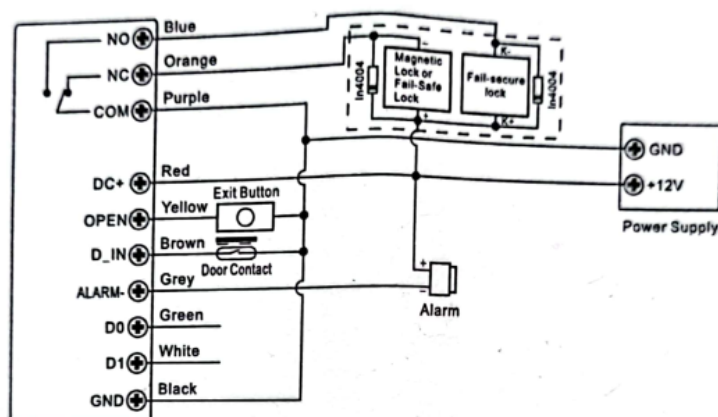 NO
Blue
NC
Orange
COM
Purple
DC+
Red
OPEN
Yellow
Exit Button
D_IN
Brown
Door Contact
ALARM-
Grey
D0
Green
D1
White
GND
Black
In4004
−
Magnetic
Lock or
Fail-Safe
Lock
+
K-
Fail-secure
lock
K+
In4004
GND
+12V
Power Supply
+
−
Alarm